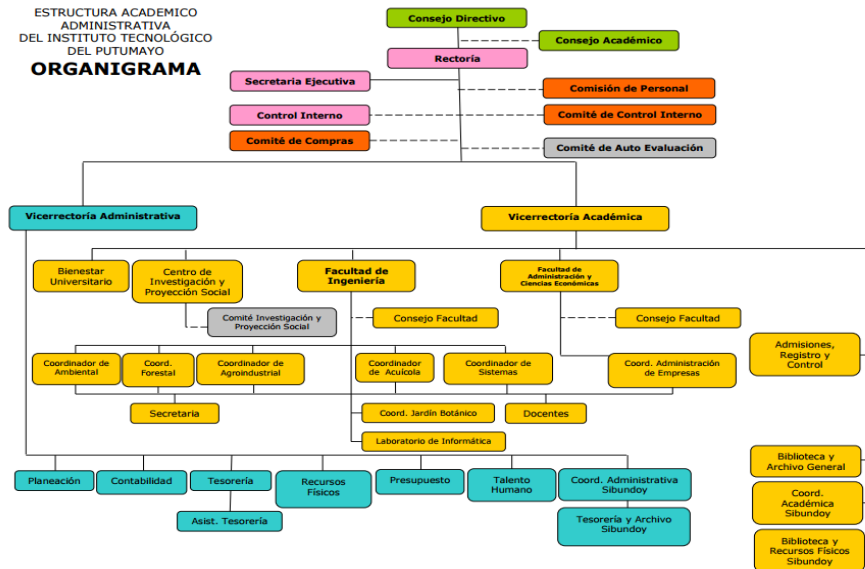 ESTRUCTURA ACADEMICO
ADMINISTRATIVA
DEL INSTITUTO TECNOLÓGICO
DEL PUTUMAYO
ORGANIGRAMA
Consejo Directivo
Consejo Académico
Rectoría
Secretaria Ejecutiva
Comisión de Personal
Control Interno
Comité de Control Interno
Comité de Compras
Comité de Auto Evaluación
Vicerrectoría Administrativa
Vicerrectoría Académica
Bienestar
Universitario
Centro de
Investigación y
Proyección Social
Facultad de
Ingeniería
Facultad de
Administración y
Ciencias Económicas
Comité Investigación y
Proyección Social
Consejo Facultad
Consejo Facultad
Admisiones,
Registro y
Control
Coordinador de
Ambiental
Coord.
Forestal
Coordinador de
Agroindustrial
Coordinador
de Acuícola
Coordinador de
Sistemas
Coord. Administración
de Empresas
Secretaria
Coord. Jardín Botánico
Docentes
Laboratorio de Informática
Planeación
Contabilidad
Tesorería
Recursos
Físicos
Presupuesto
Talento
Humano
Coord. Administrativa
Sibundoy
Biblioteca y
Archivo General
Asist. Tesorería
Tesorería y Archivo
Sibundoy
Coord.
Académica
Sibundoy
Biblioteca y
Recursos Físicos
Sibundoy